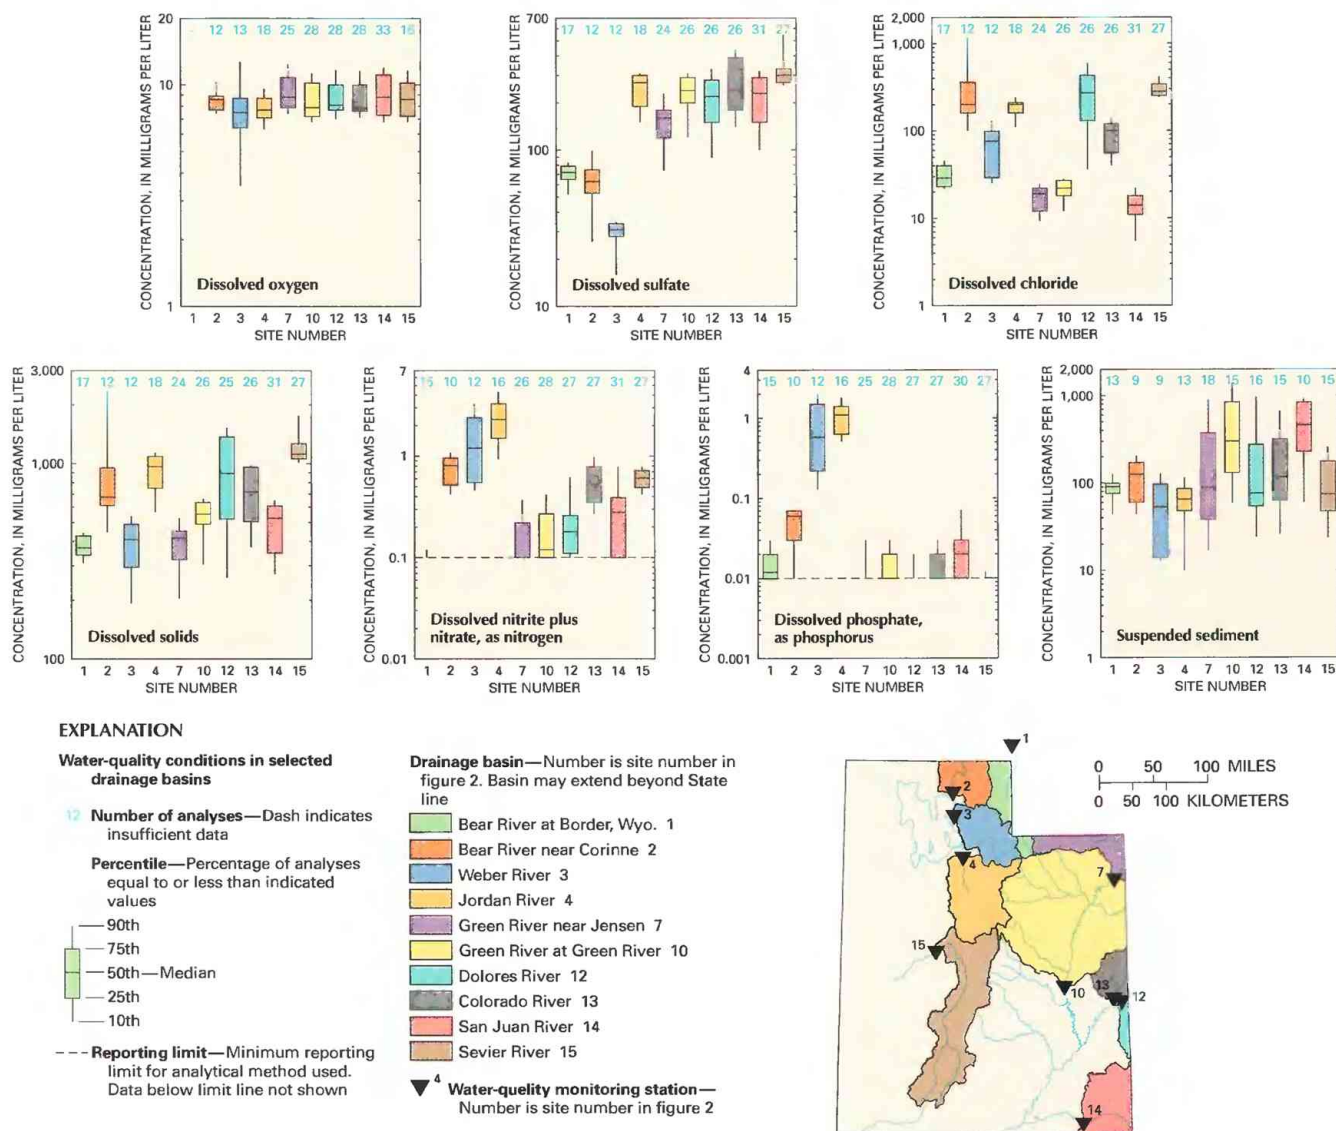 CONCENTRATION, IN MILLIGRAMS PER LITER
20
10
1
12 13 18 25 28 28 28 33 16
Dissolved oxygen
1 2 3 4 7 10 12 13 14 15
SITE NUMBER
CONCENTRATION, IN MILLIGRAMS PER LITER
700
100
10
17 12 12 18 24 26 26 26 31 27
Dissolved sulfate
1 2 3 4 7 10 12 13 14 15
SITE NUMBER
CONCENTRATION, IN MILLIGRAMS PER LITER
2,000
1,000
100
10
1
17 12 12 18 24 26 26 26 31 27
Dissolved chloride
1 2 3 4 7 10 12 13 14 15
SITE NUMBER
CONCENTRATION, IN MILLIGRAMS PER LITER
3,000
1,000
100
17 12 12 18 24 26 25 26 31 27
Dissolved solids
1 2 3 4 7 10 12 13 14 15
SITE NUMBER
CONCENTRATION, IN MILLIGRAMS PER LITER
7
1
0.1
0.01
15 10 12 16 26 28 27 27 31 27
Dissolved nitrite plus
nitrate, as nitrogen
1 2 3 4 7 10 12 13 14 15
SITE NUMBER
CONCENTRATION, IN MILLIGRAMS PER LITER
4
1
0.1
0.01
0.001
15 10 12 16 25 28 27 27 30 27
Dissolved phosphate,
as phosphorus
1 2 3 4 7 10 12 13 14 15
SITE NUMBER
CONCENTRATION, IN MILLIGRAMS PER LITER
2,000
1,000
100
10
1
13 9 9 13 18 15 16 15 10 15
Suspended sediment
1 2 3 4 7 10 12 13 14 15
SITE NUMBER
EXPLANATION
Water-quality conditions in selected
drainage basins
12 Number of analyses—Dash indicates
insufficient data
Percentile—Percentage of analyses
equal to or less than indicated
values
90th
75th
50th—Median
25th
10th
Reporting limit—Minimum reporting
limit for analytical method used.
Data below limit line not shown
Drainage basin—Number is site number in
figure 2. Basin may extend beyond State
line
Bear River at Border, Wyo. 1
Bear River near Corinne 2
Weber River 3
Jordan River 4
Green River near Jensen 7
Green River at Green River 10
Dolores River 12
Colorado River 13
San Juan River 14
Sevier River 15
4 Water-quelity monitoring station—
Number is site number in figure 2
0 50 100 MILES
0 50 100 KILOMETERS
1
2
3
4
7
15
10
13
12
14